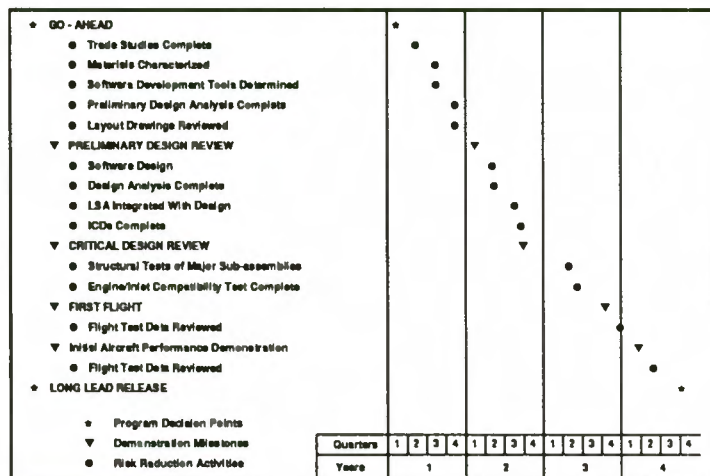 GO - AHEAD
Trade Studies Complete
Materials Characterized
Software Development Tools Determined
Preliminary Design Analysis Complete
Layout Drawings Reviewed
PRELIMINARY DESIGN REVIEW
Software Design
Design Analysis Complete
LSA Integrated With Design
ICDs Complete
CRITICAL DESIGN REVIEW
Structural Tests of Major Sub-assemblies
Engine/Inlet Compatibility Test Complete
FIRST FLIGHT
Flight Test Data Reviewed
Initial Aircraft Performance Demonstration
Flight Test Data Reviewed
LONG LEAD RELEASE
Program Decision Points
Demonstration Milestones
Risk Reduction Activities
Quarters 1 2 3 4 1 2 3 4 1 2 3 4 1 2 3 4
Years 1 2 3 4